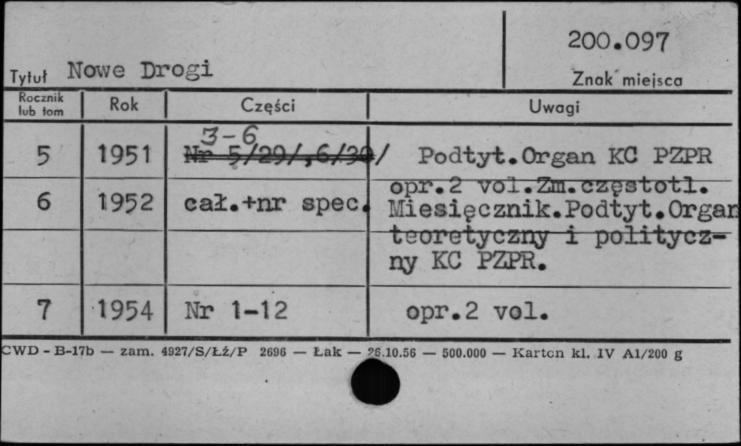 200.097
Tytuł Nowe Drogi
Znak miejsca
Rocznik lub tom Rok Części Uwagi
3-6
5 1951 Nr 5/29/,6/30/ Podtyt.Organ KC PZPR
opr.2 vol.Zm.częstotl.
6 1952 cał.+nr spec. Miesięcznik.Podtyt.Organ
teoretyczny i politycz-
ny KC PZPR.
7 1954 Nr 1-12 opr.2 vol.
CWD - B-17b — zam. 4927/S/Łż/P 2696 — Łak — 26.10.56 — 500.000 — Karton kl. IV A1/200 g